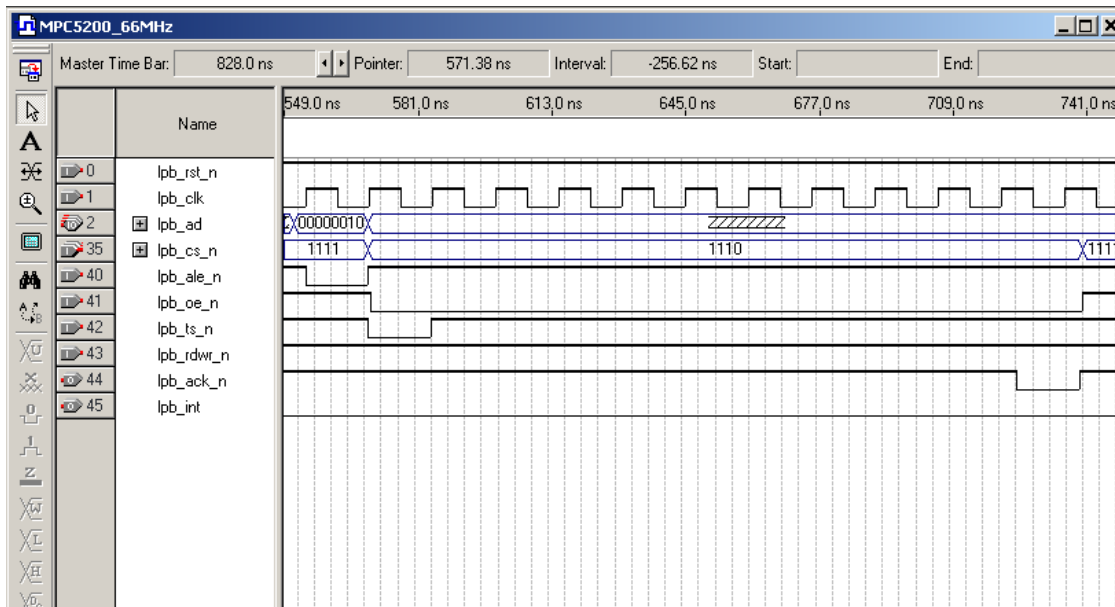 MPC5200_66MHz
Master Time Bar: 828.0 ns Pointer: 571.38 ns Interval: -256.62 ns Start: End:
Name
549.0 ns 581.0 ns 613.0 ns 645.0 ns 677.0 ns 709.0 ns 741.0 ns
0 lpb_rst_n
1 lpb_clk
2 lpb_ad 00000010
35 lpb_cs_n 1111 1110 1111
40 lpb_ale_n
41 lpb_oe_n
42 lpb_ts_n
43 lpb_rdwr_n
44 lpb_ack_n
45 lpb_int